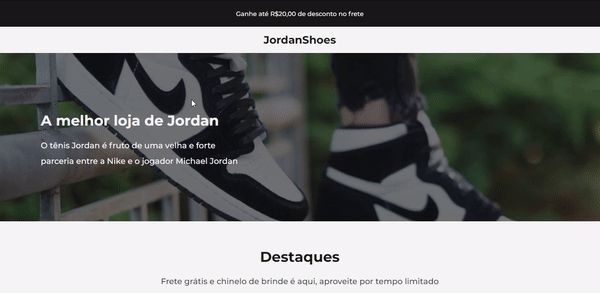 Ganhe até R$20,00 de desconto no frete
JordanShoes
A melhor loja de Jordan
O tênis Jordan é fruto de uma velha e forte
parceria entre a Nike e o jogador Michael Jordan
Destaques
Frete grátis e chinelo de brinde é aqui, aproveite por tempo limitado